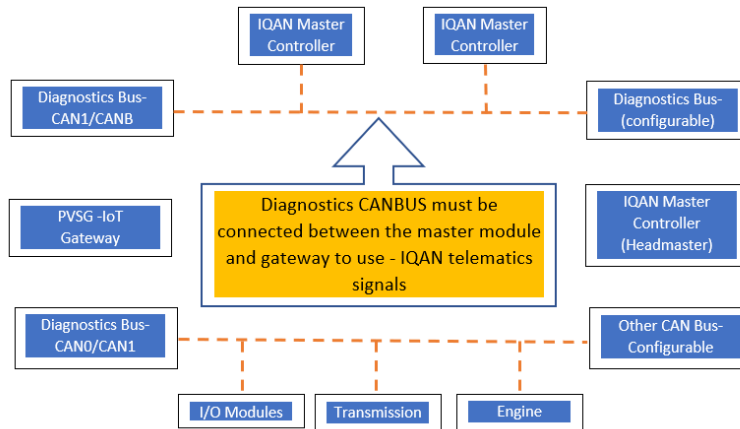 IQAN Master
Controller
IQAN Master
Controller
Diagnostics Bus-
CAN1/CANB
Diagnostics Bus-
(configurable)
PVSG -IoT
Gateway
Diagnostics CANBUS must be
connected between the master module
and gateway to use - IQAN telematics
signals
IQAN Master
Controller
(Headmaster)
Diagnostics Bus-
CAN0/CAN1
Other CAN Bus-
Configurable
I/O Modules
Transmission
Engine